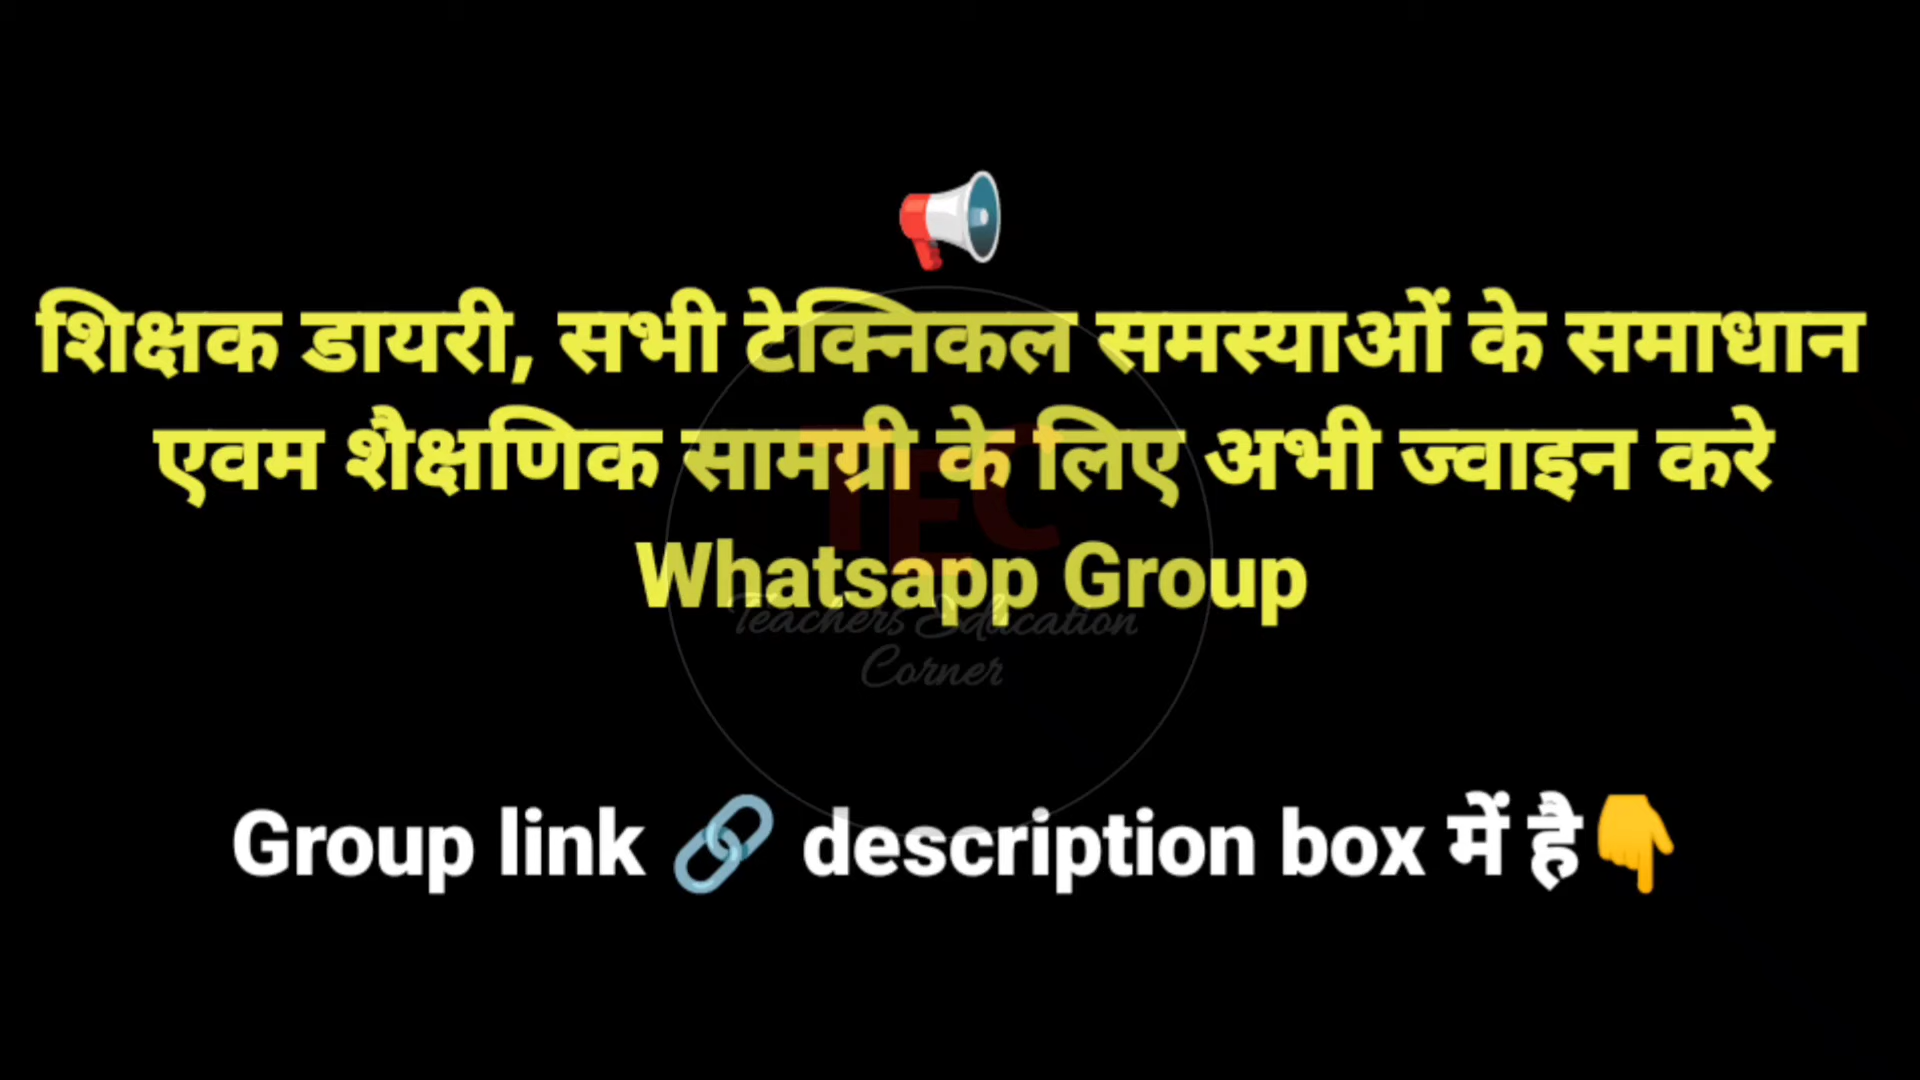 शिक्षक डायरी, सभी टेक्निकल समस्याओं के समाधान
एवम शैक्षणिक सामग्री के लिए अभी ज्वाइन करे
Whatsapp Group
TEC
Teachers Education
Corner
Group link 🔗 description box में है👇